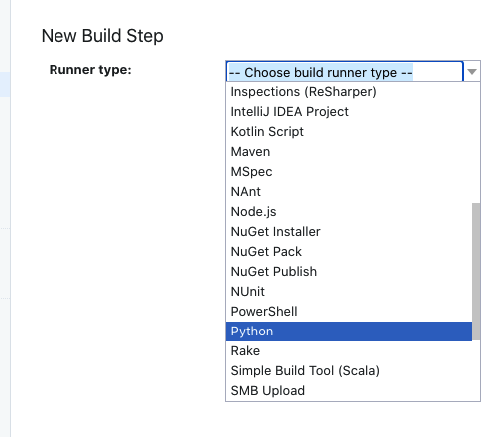 New Build Step
Runner type:
-- Choose build runner type --
Inspections (ReSharper)
IntelliJ IDEA Project
Kotlin Script
Maven
MSpec
NAnt
Node.js
NuGet Installer
NuGet Pack
NuGet Publish
NUnit
PowerShell
Python
Rake
Simple Build Tool (Scala)
SMB Upload